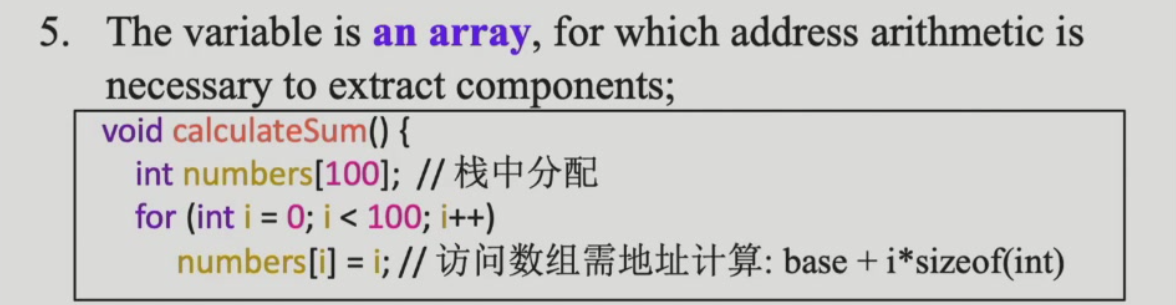 5. The variable is an array, for which address arithmetic is
necessary to extract components;
void calculateSum() {
int numbers[100]; // 栈中分配
for (int i = 0; i < 100; i++)
numbers[i] = i; // 访问数组需地址计算: base + i*sizeof(int)